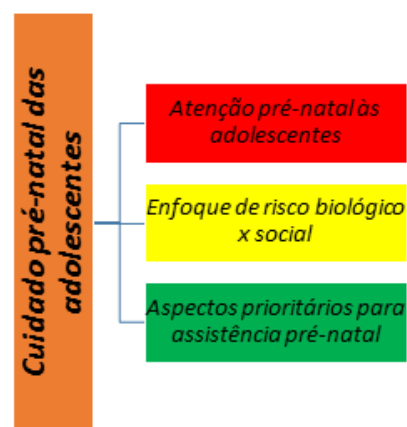 Cuidado pré-natal das
adolescentes
Atenção pré-natal às
adolescentes
Enfoque de risco biológico
x social
Aspectos prioritários para
assistência pré-natal